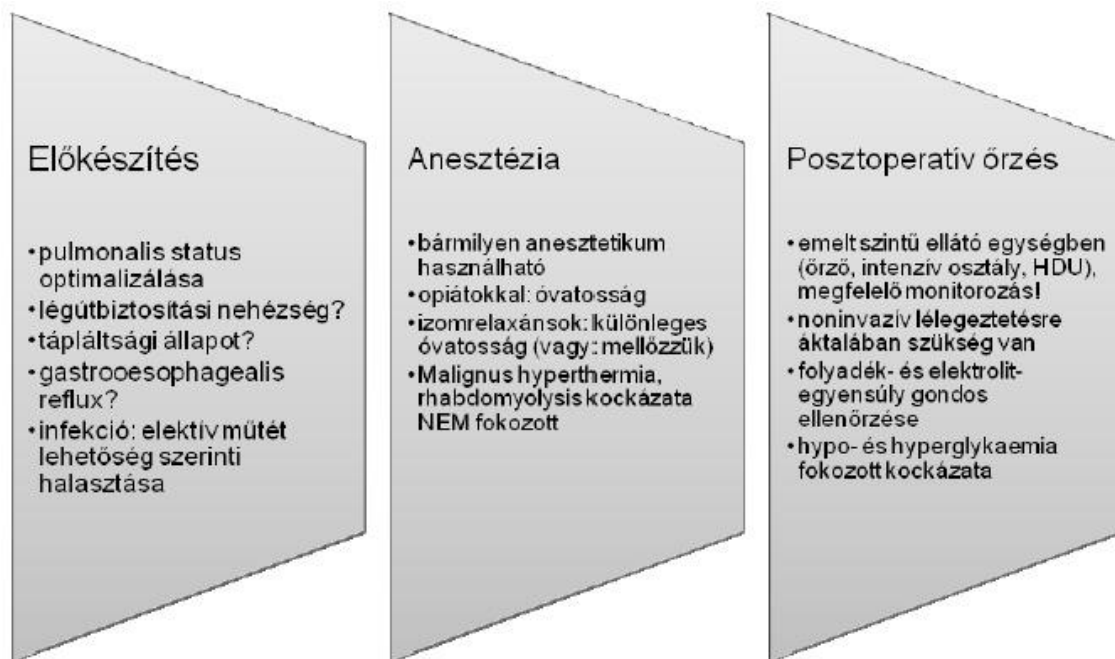 Előkészítés
•pulmonalis status
optimalizálása
•légútbiztosítási nehézség?
•tápláltsági állapot?
•gastrooesophagealis
reflux?
•infekció: elektív műtét
lehetőség szerinti
halasztása
Anesztézia
•bármilyen anesztetikum
használható
•opiátokkal: óvatosság
•izomrelaxánsok: különleges
óvatosság (vagy: mellőzzük)
•Malignus hyperthermia,
rhabdomyolysis kockázata
NEM fokozott
Posztoperatív őrzés
•emelt szintű ellátó egységben
(őrző, intenzív osztály, HDU),
megfelelő monitorozás!
•noninvazív lélegeztetésre
áktalában szükség van
•folyadék- és elektrolit-
egyensúly gondos
ellenőrzése
•hypo- és hyperglykaemia
fokozott kockázata